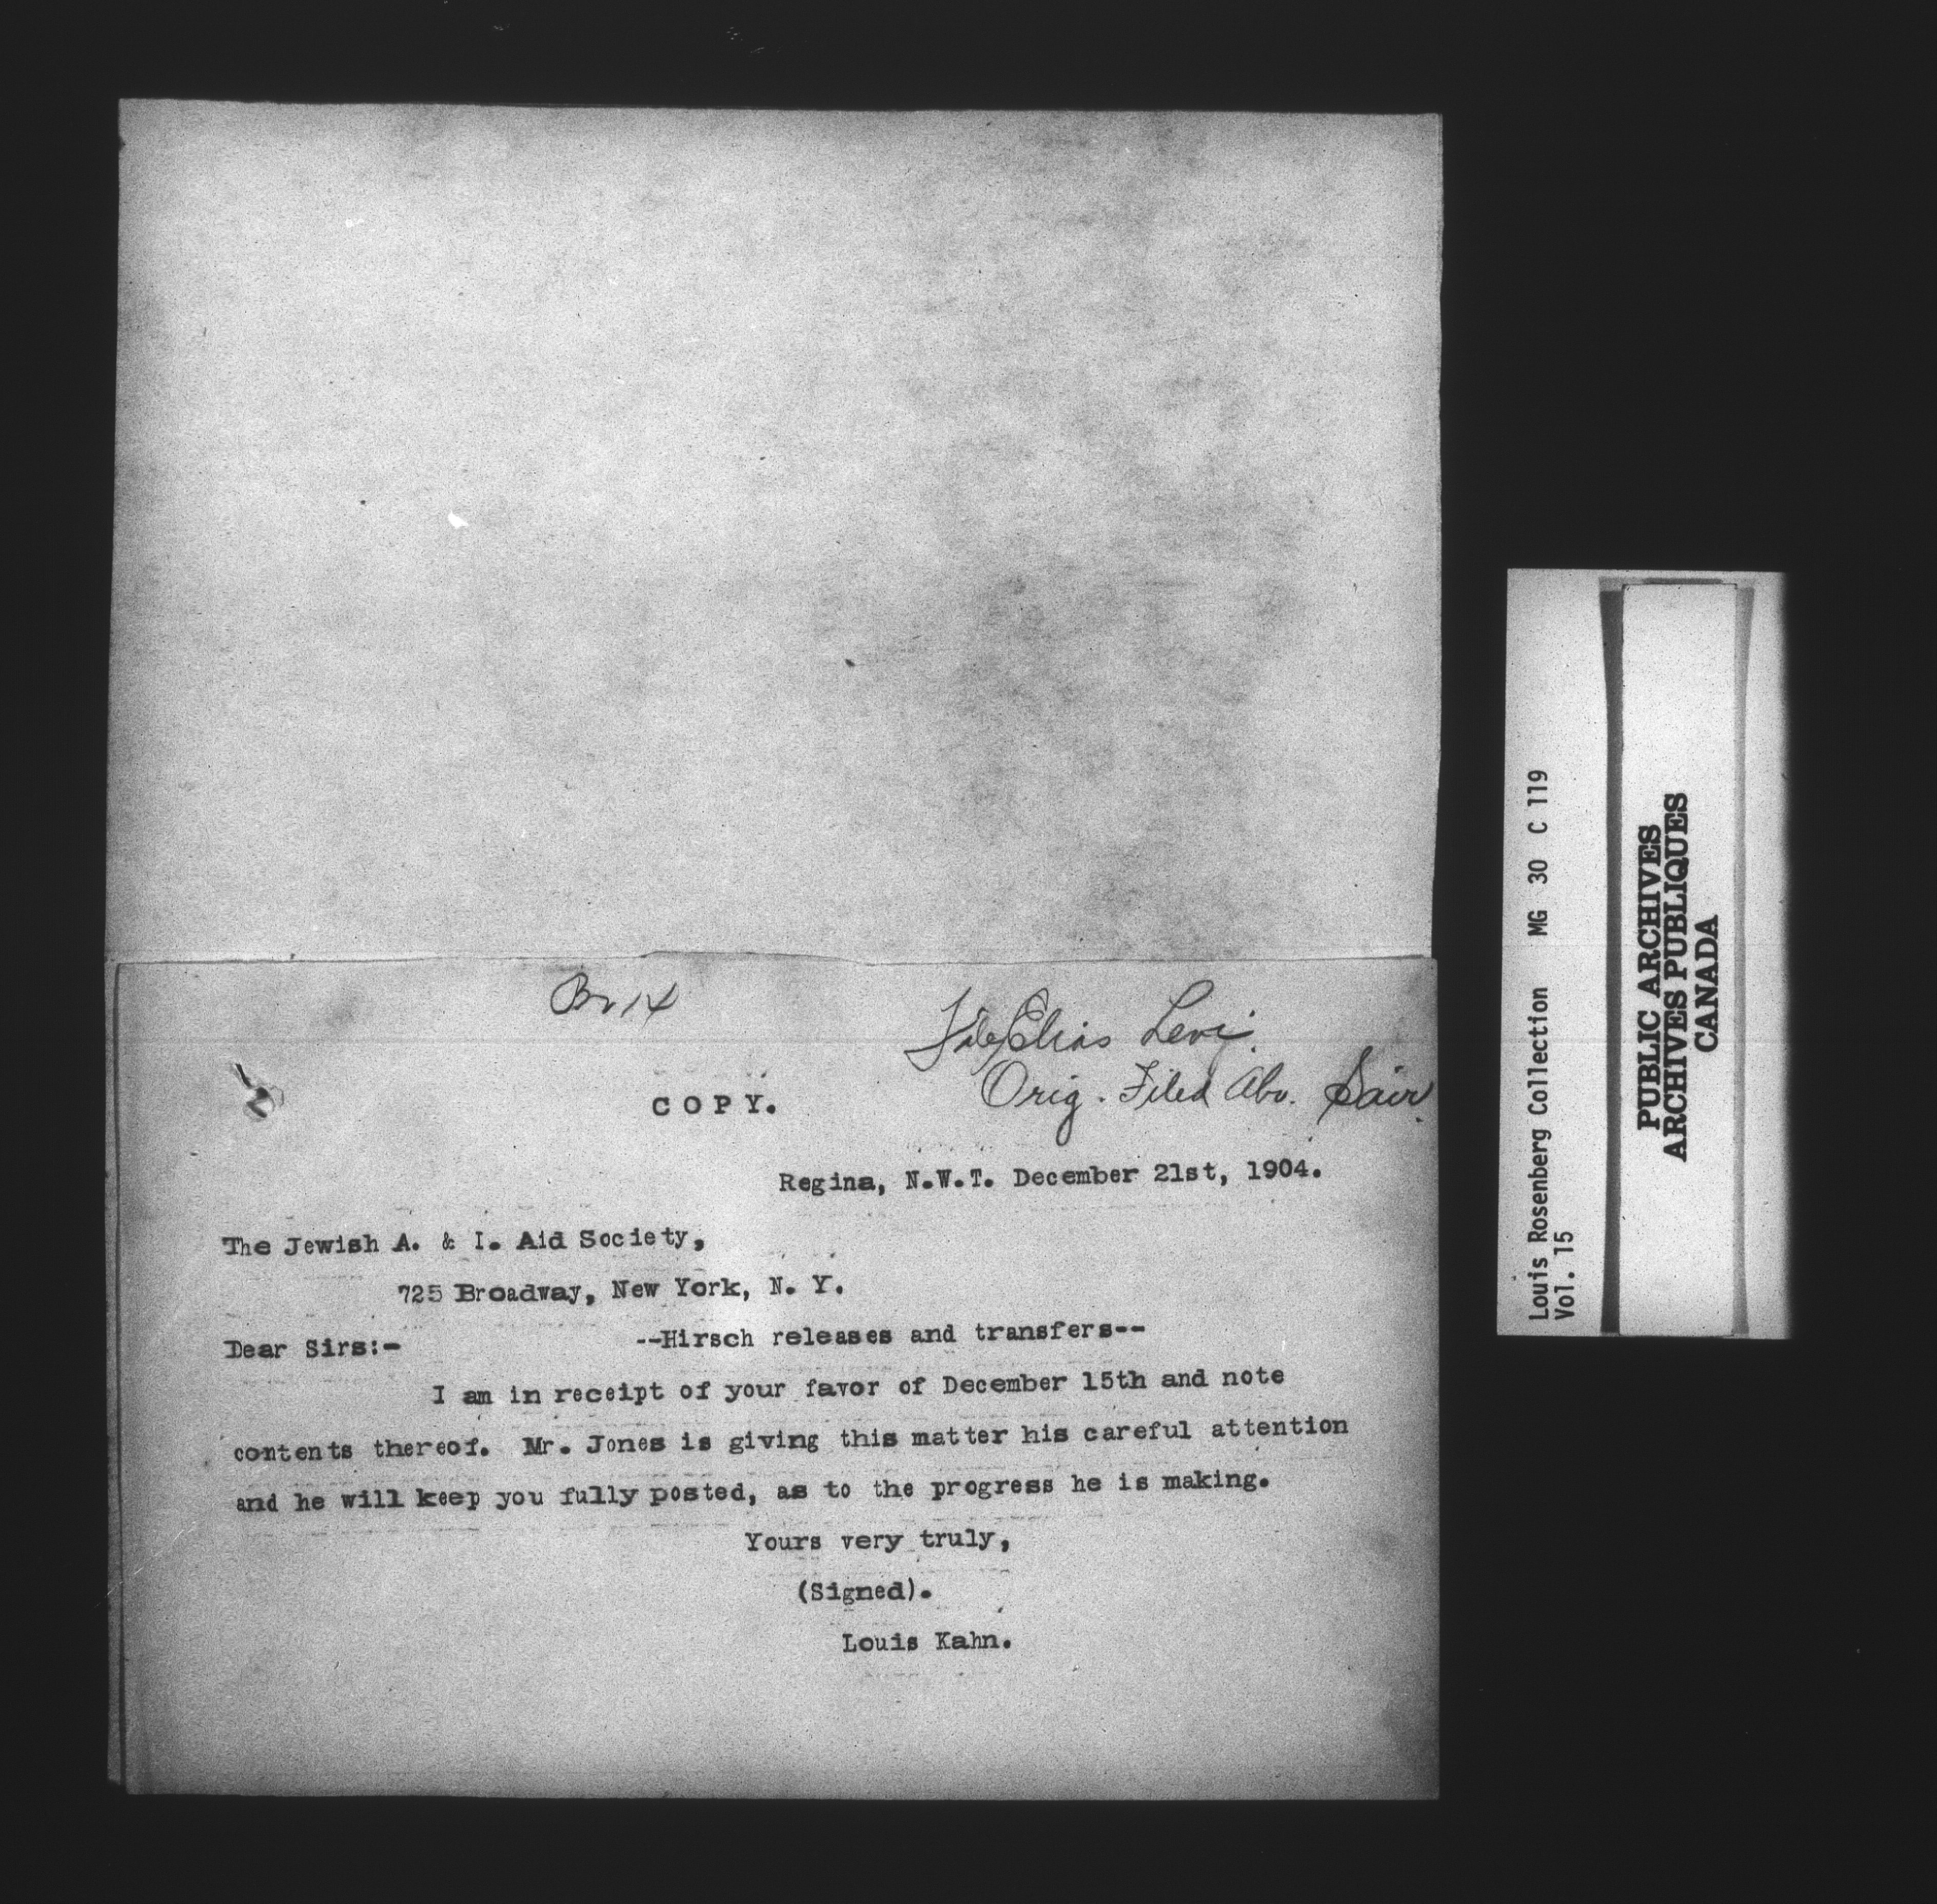 File Elias Levi.
Orig. Filed Abr.
COPY.
Regina, N.W.T. December 21st, 1904.
The Jewish A. & I. Aid Society,
725 Broadway, New York, N. Y.
Dear Sirs:- --Hirsch releases and transfers--
I am in receipt of your favor of December 15th and note
contents thereof. Mr. Jones is giving this matter his careful attention
and he will keep you fully posted, as to the progress he is making.
Yours very truly,
(Signed).
Louis Kahn.
Louis Rosenberg Collection MG 30 C 119
Vol. 15
PUBLIC ARCHIVES
ARCHIVES PUBLIQUES
CANADA